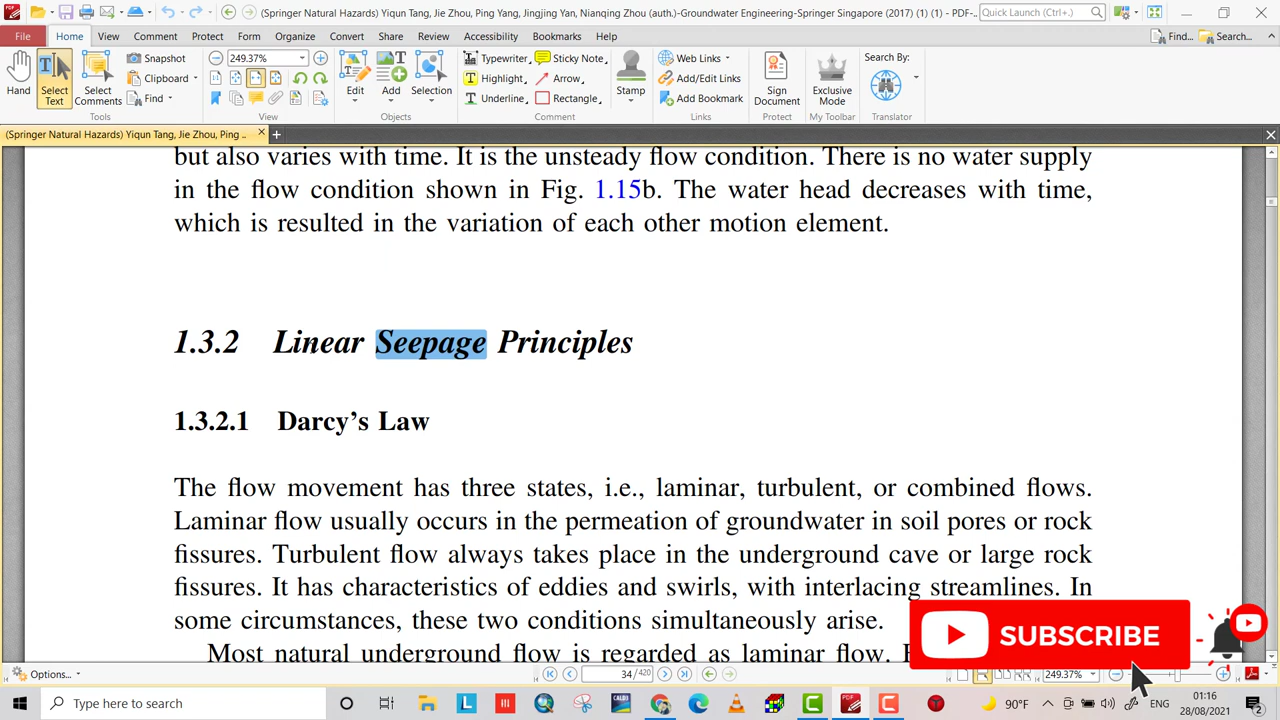 (Springer Natural Hazards) Yiqun Tang, Jie Zhou, Ping Yang, Jingjing Yan, Nianqing Zhou (auth.)-Groundwater Engineering-Springer Singapore (2017) (1) (1) - PDF-...
Quick Launch (Ctrl+.)
File Home View Comment Protect Form Organize Convert Share Review Accessibility Bookmarks Help
Find... Search...
Hand
Select Text
Select Comments
Snapshot
Clipboard
Find
Tools
249.37%
View
Edit
Add
Selection
Objects
Typewriter
Highlight
Underline
Sticky Note
Arrow
Rectangle
Comment
Stamp
Web Links
Add/Edit Links
Add Bookmark
Links
Sign Document
Protect
Exclusive Mode
My Toolbar
Search By:
Translator
(Springer Natural Hazards) Yiqun Tang, Jie Zhou, Ping ..
but also varies with time. It is the unsteady flow condition. There is no water supply
in the flow condition shown in Fig. 1.15b. The water head decreases with time,
which is resulted in the variation of each other motion element.
1.3.2 Linear Seepage Principles
1.3.2.1 Darcy's Law
The flow movement has three states, i.e., laminar, turbulent, or combined flows.
Laminar flow usually occurs in the permeation of groundwater in soil pores or rock
fissures. Turbulent flow always takes place in the underground cave or large rock
fissures. It has characteristics of eddies and swirls, with interlacing streamlines. In
some circumstances, these two conditions simultaneously arise.
Most natural underground flow is regarded as laminar flow.
SUBSCRIBE
Options...
34 / 420
249.37%
Type here to search
90°F
ENG
01:16
28/08/2021